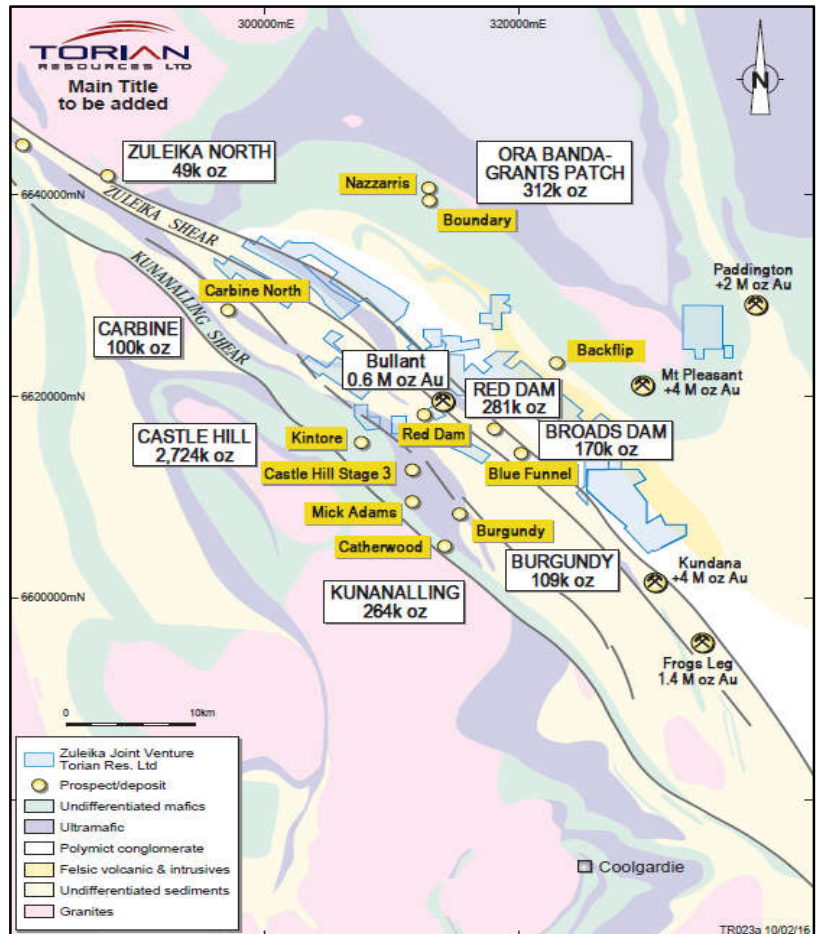 300000mE
320000mE
TORIAN
RESOURCES LTD
Main Title
to be added
N
ZULEIKA NORTH
49k oz
ORA BANDA-
GRANTS PATCH
312k oz
Nazzarris
Boundary
6640000mN
ZULEIKA SHEAR
KUNANALLING SHEAR
Paddington
+2 M oz Au
Carbine North
CARBINE
100k oz
Bullant
0.6 M oz Au
Backflip
Mt Pleasant
+4 M oz Au
RED DAM
281k oz
6620000mN
CASTLE HILL
2,724k oz
Kintore
Red Dam
BROADS DAM
170k oz
Castle Hill Stage 3
Blue Funnel
Mick Adams
Burgundy
Catherwood
BURGUNDY
109k oz
Kundana
+4 M oz Au
KUNANALLING
264k oz
6600000mN
Frogs Leg
1.4 M oz Au
0
10km
Zuleika Joint Venture
Torian Res. Ltd
Prospect/deposit
Undifferentiated mafics
Ultramafic
Polymict conglomerate
Felsic volcanic & intrusives
Undifferentiated sediments
Granites
Coolgardie
TR023a 10/02/16